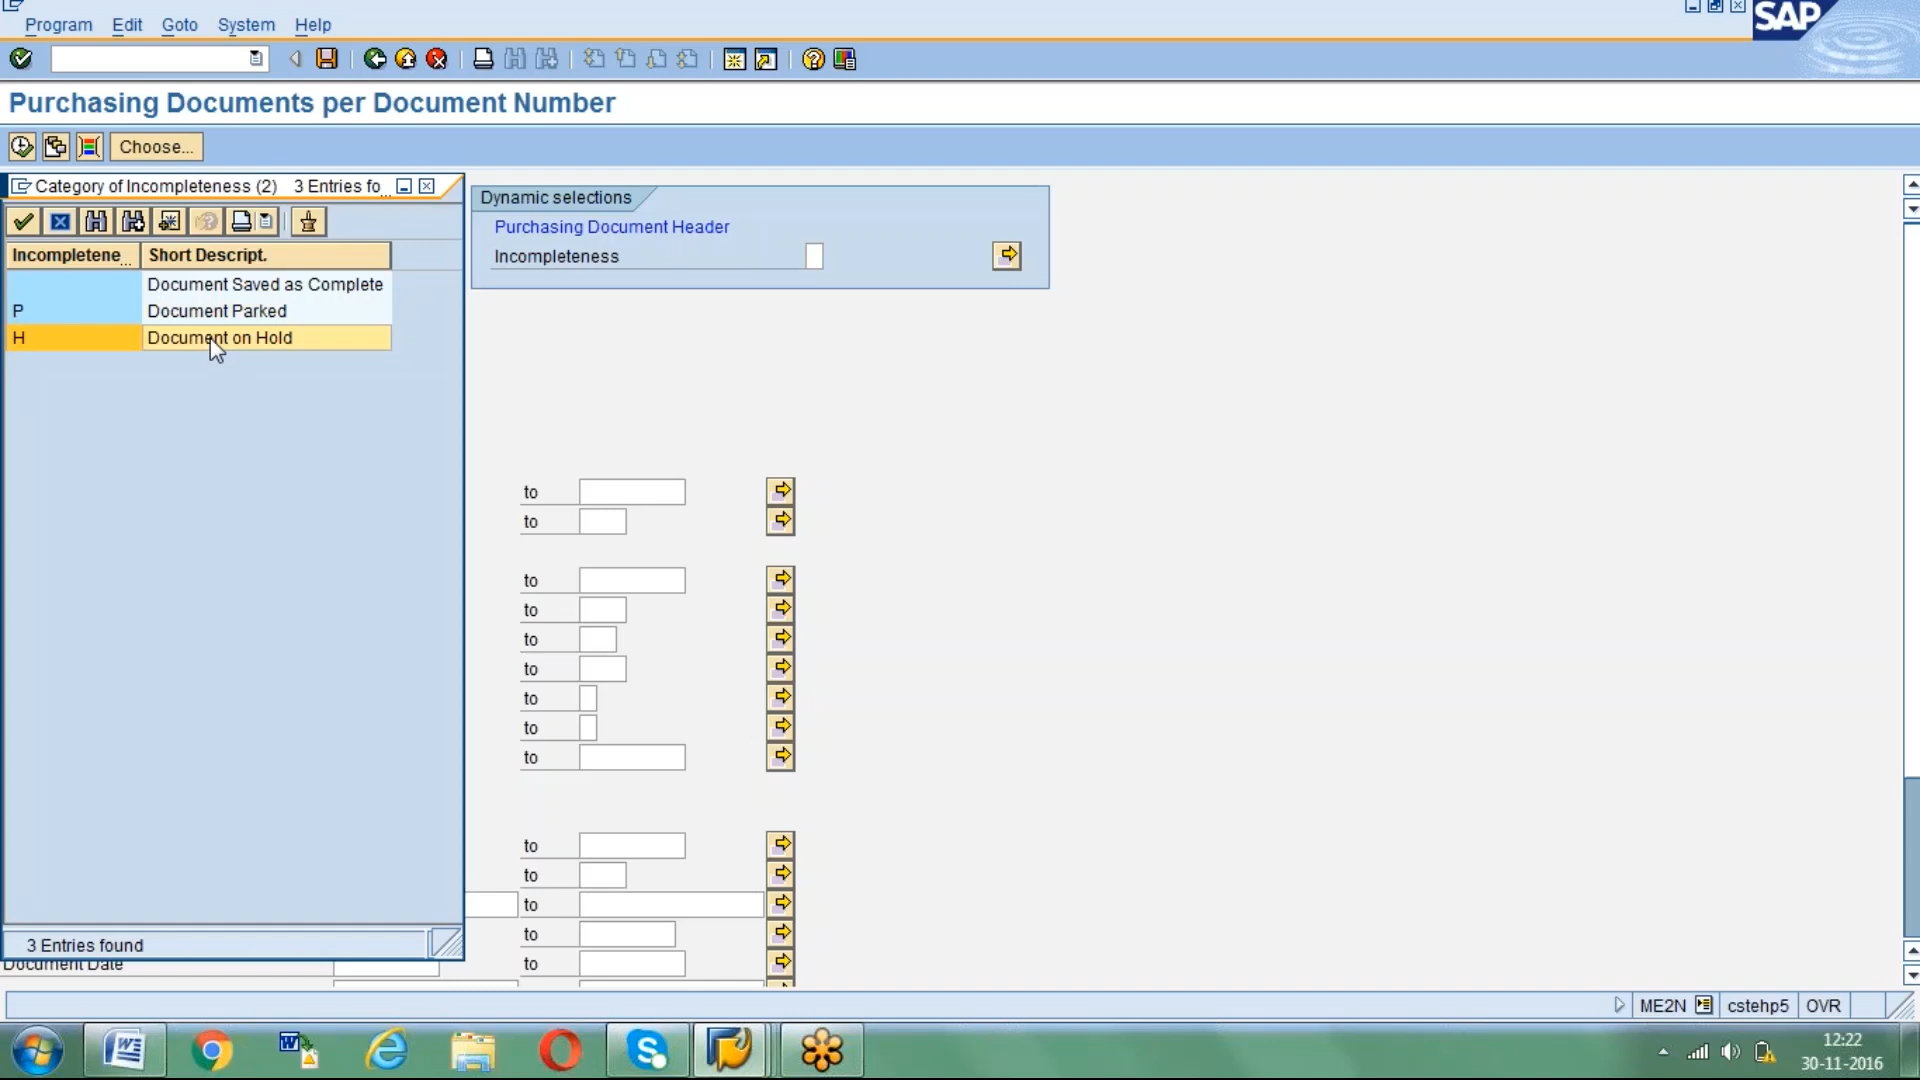 Program Edit Goto System Help
SAP
Purchasing Documents per Document Number
Choose...
Category of Incompleteness (2) 3 Entries fo...
Dynamic selections
Purchasing Document Header
Incompleteness
Incompletene... Short Descript.
Document Saved as Complete
P Document Parked
H Document on Hold
to
to
to
to
to
to
to
to
to
to
to
to
to
to
3 Entries found
Document Date
ME2N cstehp5 OVR
12:22
30-11-2016